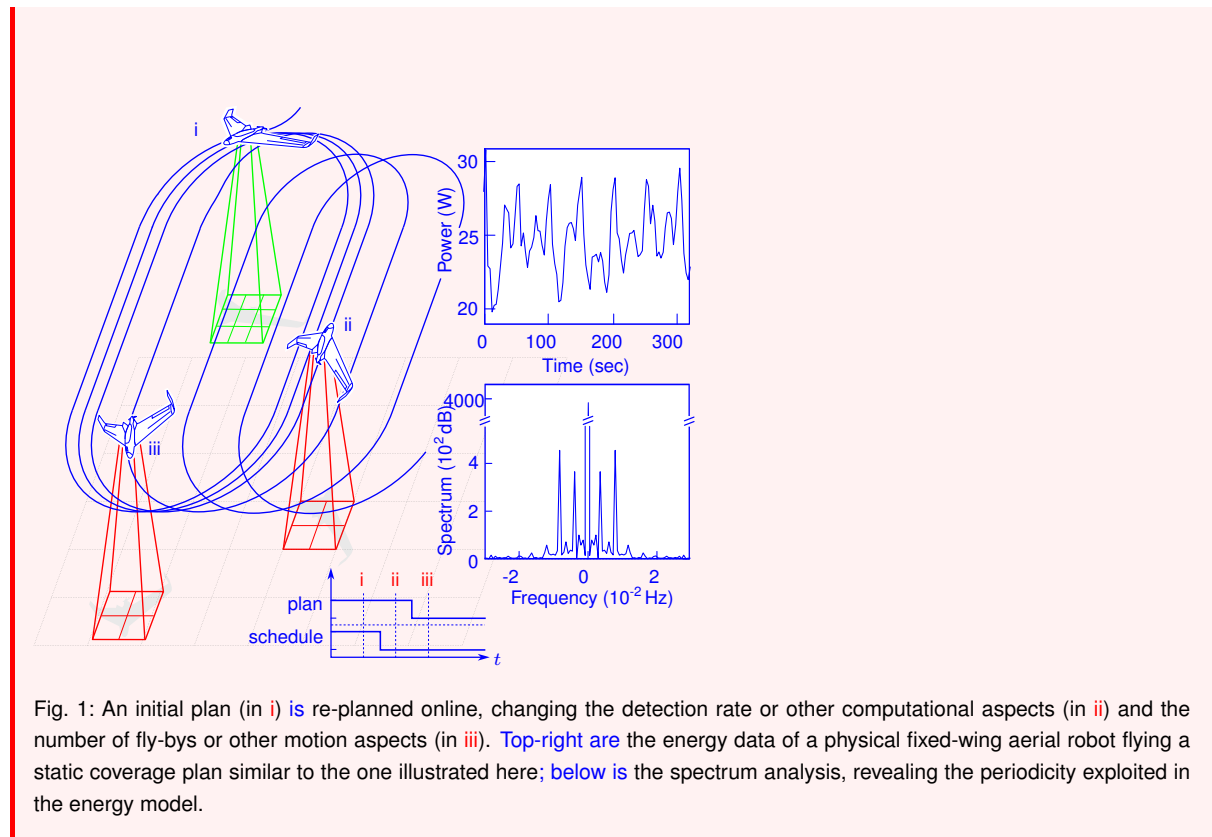 i
ii
iii
30
25
20
Power (W)
0 100 200 300
Time (sec)
4000
4
2
0
Spectrum (10² dB)
-2 0 2
Frequency (10⁻² Hz)
i ii iii
plan
schedule
t
Fig. 1: An initial plan (in i) is re-planned online, changing the detection rate or other computational aspects (in ii) and the
number of fly-bys or other motion aspects (in iii). Top-right are the energy data of a physical fixed-wing aerial robot flying a
static coverage plan similar to the one illustrated here; below is the spectrum analysis, revealing the periodicity exploited in
the energy model.